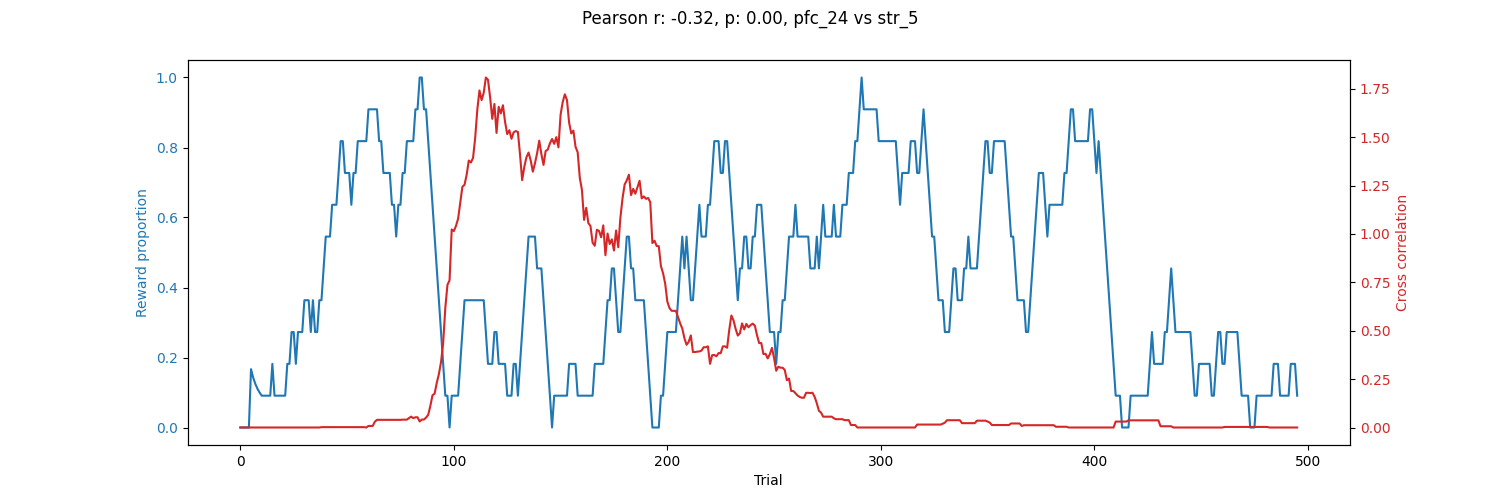 Pearson r: -0.32, p: 0.00, pfc_24 vs str_5
1.0
0.8
0.6
0.4
0.2
0.0
Reward proportion
1.75
1.50
1.25
1.00
0.75
0.50
0.25
0.00
Cross correlation
0 100 200 300 400 500
Trial